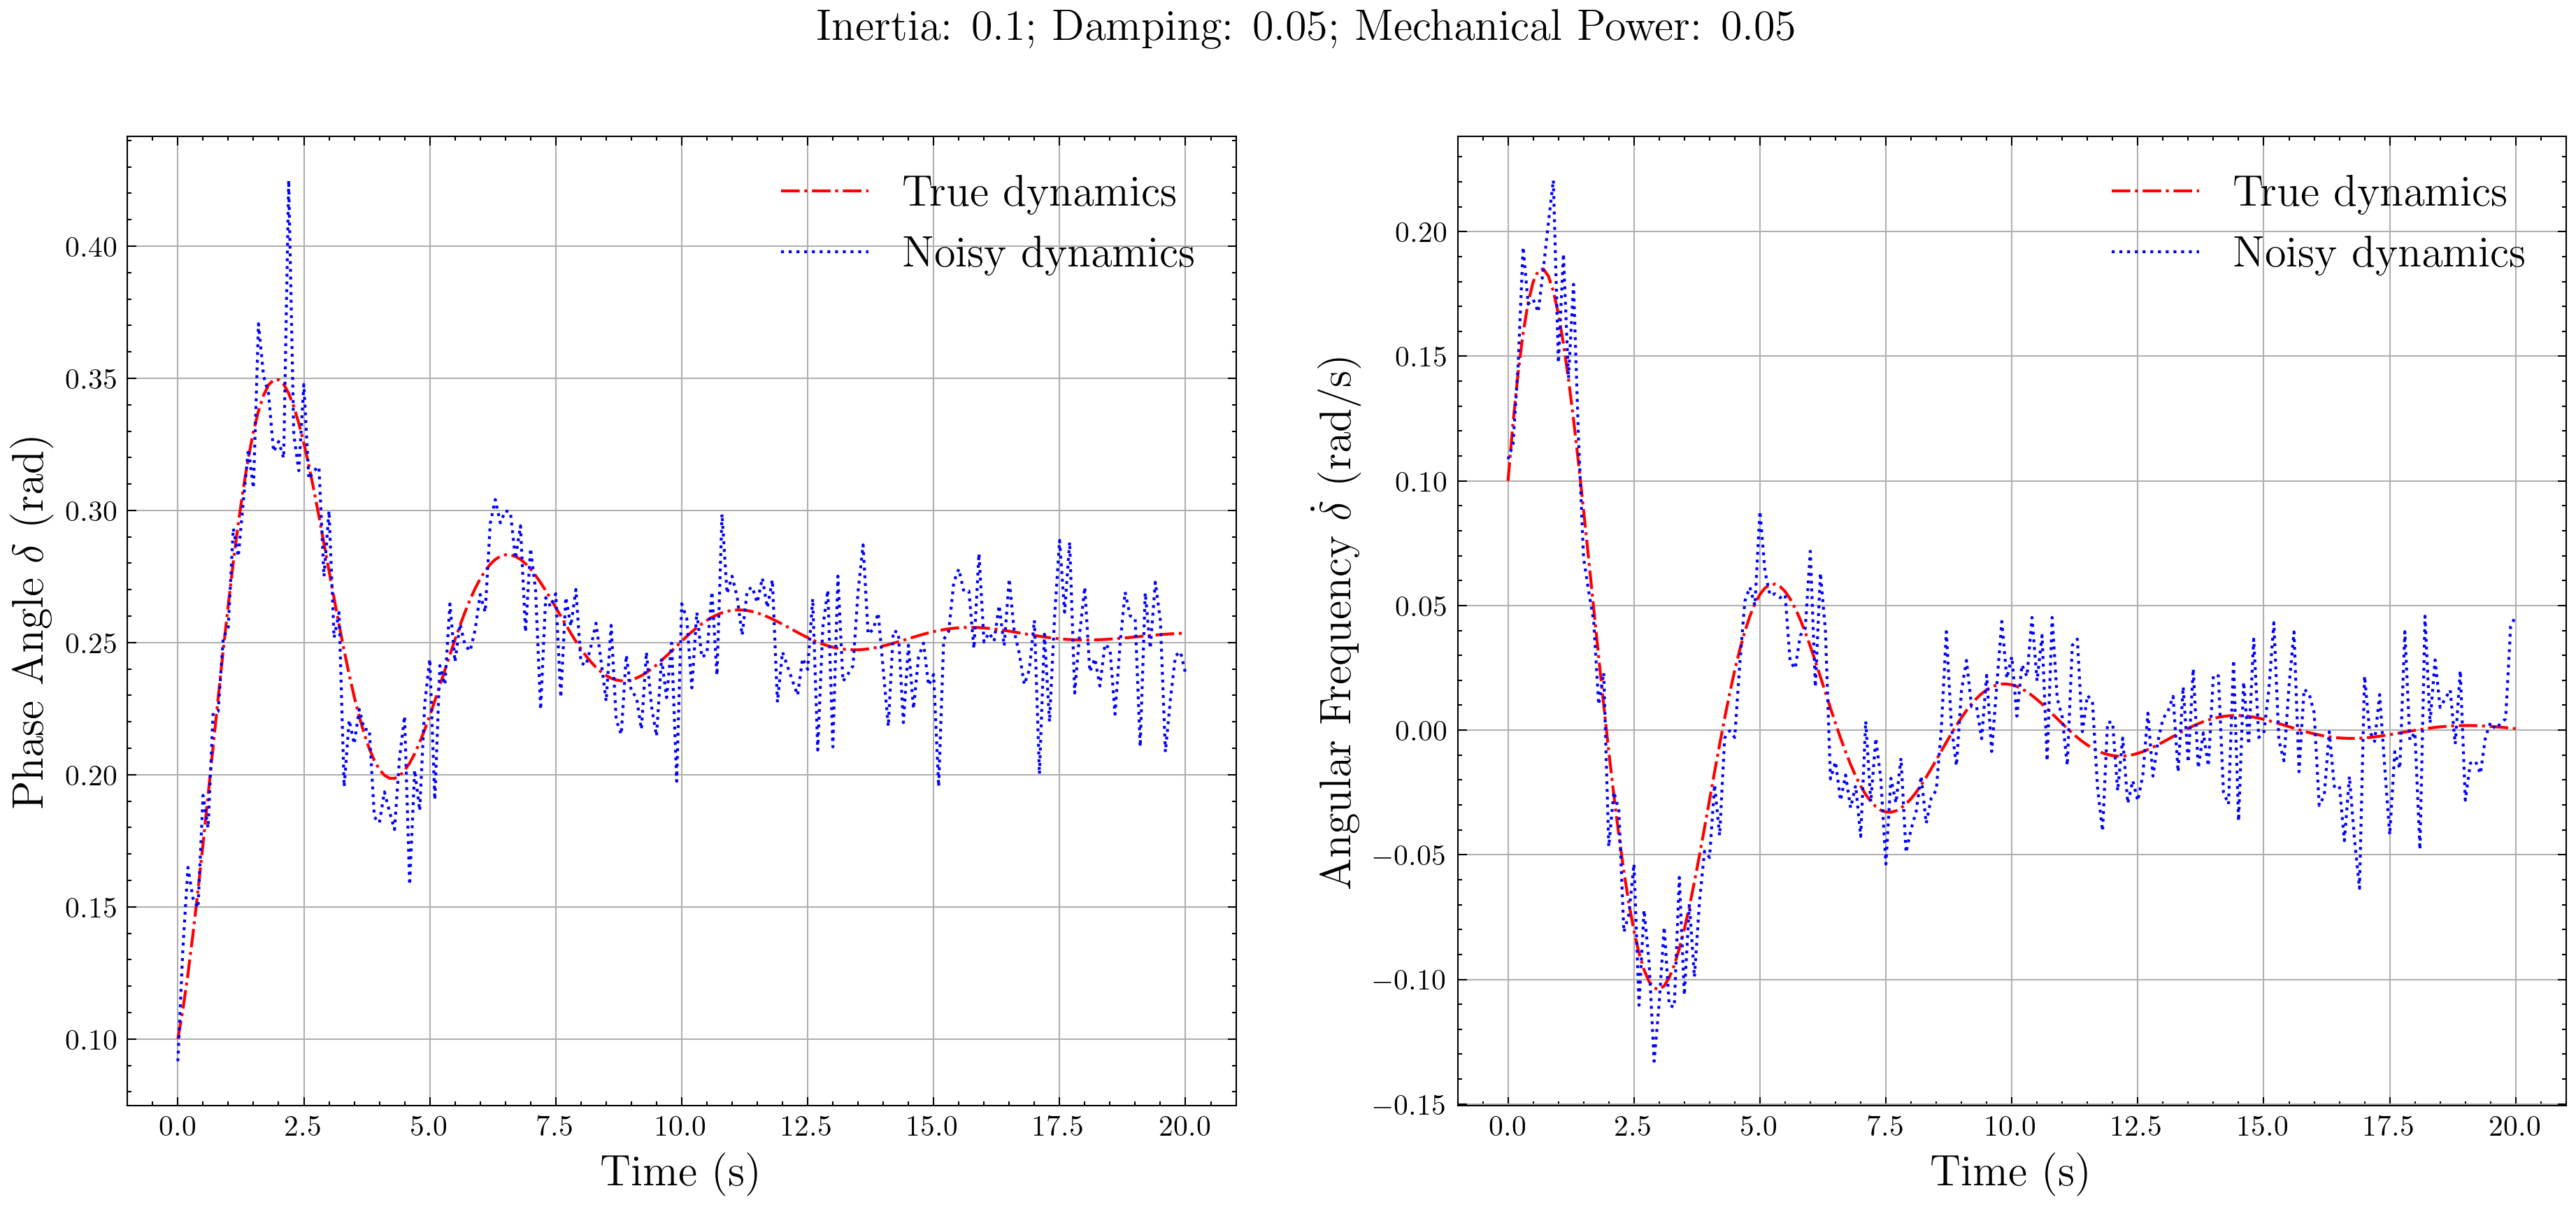 Inertia: 0.1; Damping: 0.05; Mechanical Power: 0.05
Phase Angle δ (rad)
0.40
0.35
0.30
0.25
0.20
0.15
0.10
True dynamics
Noisy dynamics
0.0 2.5 5.0 7.5 10.0 12.5 15.0 17.5 20.0
Time (s)
Angular Frequency δ̇ (rad/s)
0.20
0.15
0.10
0.05
0.00
−0.05
−0.10
−0.15
True dynamics
Noisy dynamics
0.0 2.5 5.0 7.5 10.0 12.5 15.0 17.5 20.0
Time (s)